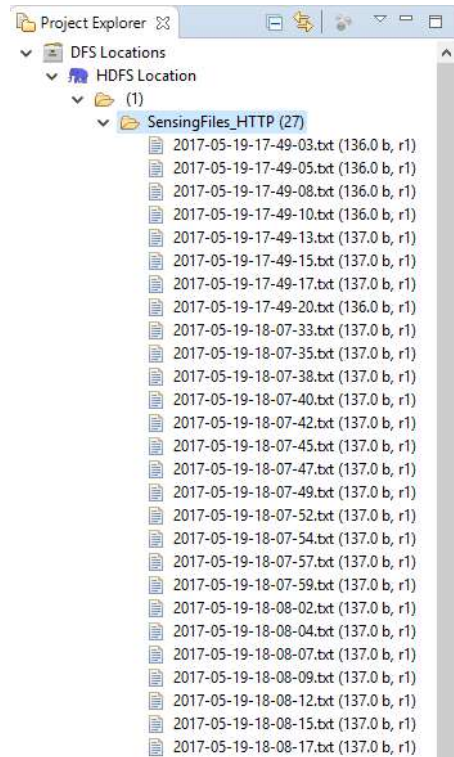 Project Explorer
DFS Locations
HDFS Location
(1)
SensingFiles_HTTP (27)
2017-05-19-17-49-03.txt (136.0 b, r1)
2017-05-19-17-49-05.txt (136.0 b, r1)
2017-05-19-17-49-08.txt (136.0 b, r1)
2017-05-19-17-49-10.txt (136.0 b, r1)
2017-05-19-17-49-13.txt (137.0 b, r1)
2017-05-19-17-49-15.txt (137.0 b, r1)
2017-05-19-17-49-17.txt (137.0 b, r1)
2017-05-19-17-49-20.txt (136.0 b, r1)
2017-05-19-18-07-33.txt (137.0 b, r1)
2017-05-19-18-07-35.txt (137.0 b, r1)
2017-05-19-18-07-38.txt (137.0 b, r1)
2017-05-19-18-07-40.txt (137.0 b, r1)
2017-05-19-18-07-42.txt (137.0 b, r1)
2017-05-19-18-07-45.txt (137.0 b, r1)
2017-05-19-18-07-47.txt (137.0 b, r1)
2017-05-19-18-07-49.txt (137.0 b, r1)
2017-05-19-18-07-52.txt (137.0 b, r1)
2017-05-19-18-07-54.txt (137.0 b, r1)
2017-05-19-18-07-57.txt (137.0 b, r1)
2017-05-19-18-07-59.txt (137.0 b, r1)
2017-05-19-18-08-02.txt (137.0 b, r1)
2017-05-19-18-08-04.txt (137.0 b, r1)
2017-05-19-18-08-07.txt (137.0 b, r1)
2017-05-19-18-08-09.txt (137.0 b, r1)
2017-05-19-18-08-12.txt (137.0 b, r1)
2017-05-19-18-08-15.txt (137.0 b, r1)
2017-05-19-18-08-17.txt (137.0 b, r1)